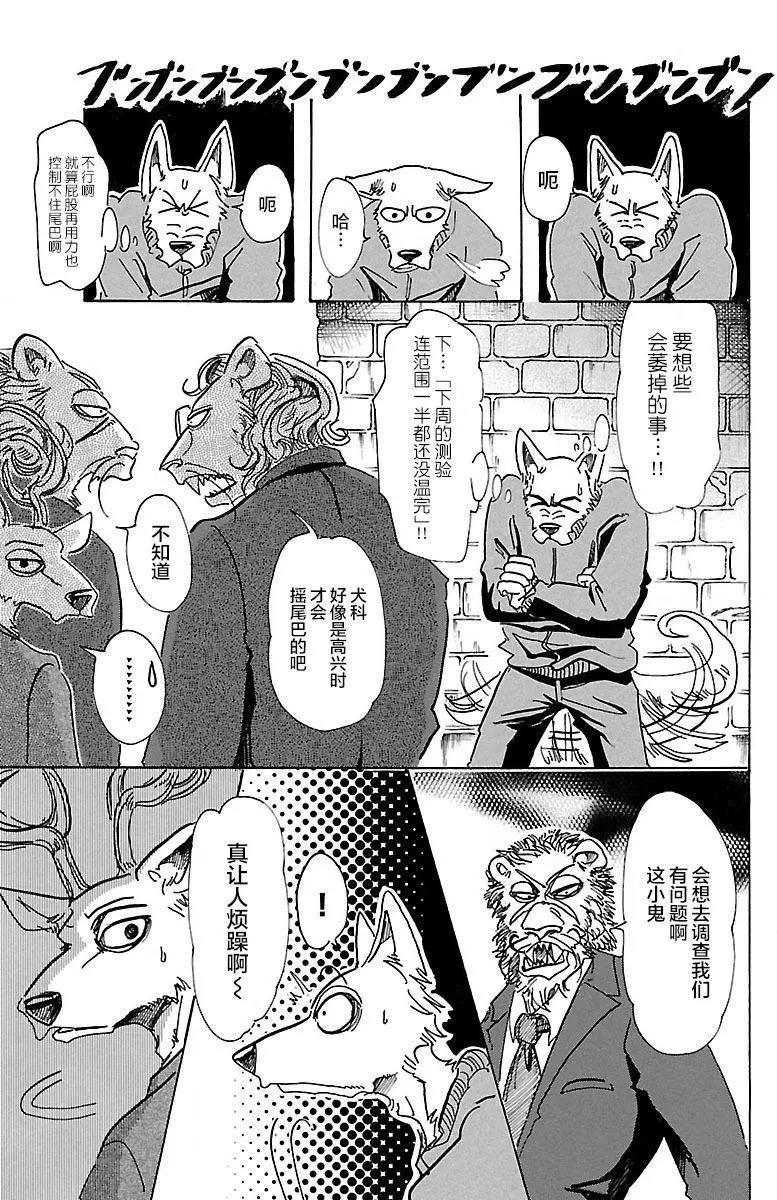 ブンポンブンブンブンブンブンブンブンポン
呃
哈…
呃
不行啊
就算屁股再用力也
控制不住尾巴啊
要想些
会萎掉的事…!!
下…「下周的测验
连范围一半都还没温完」!!
犬科
好像是高兴时
才会
摇尾巴的吧
不知道
会想去调查我们
有问题啊
这小鬼
!
真让人烦躁啊～